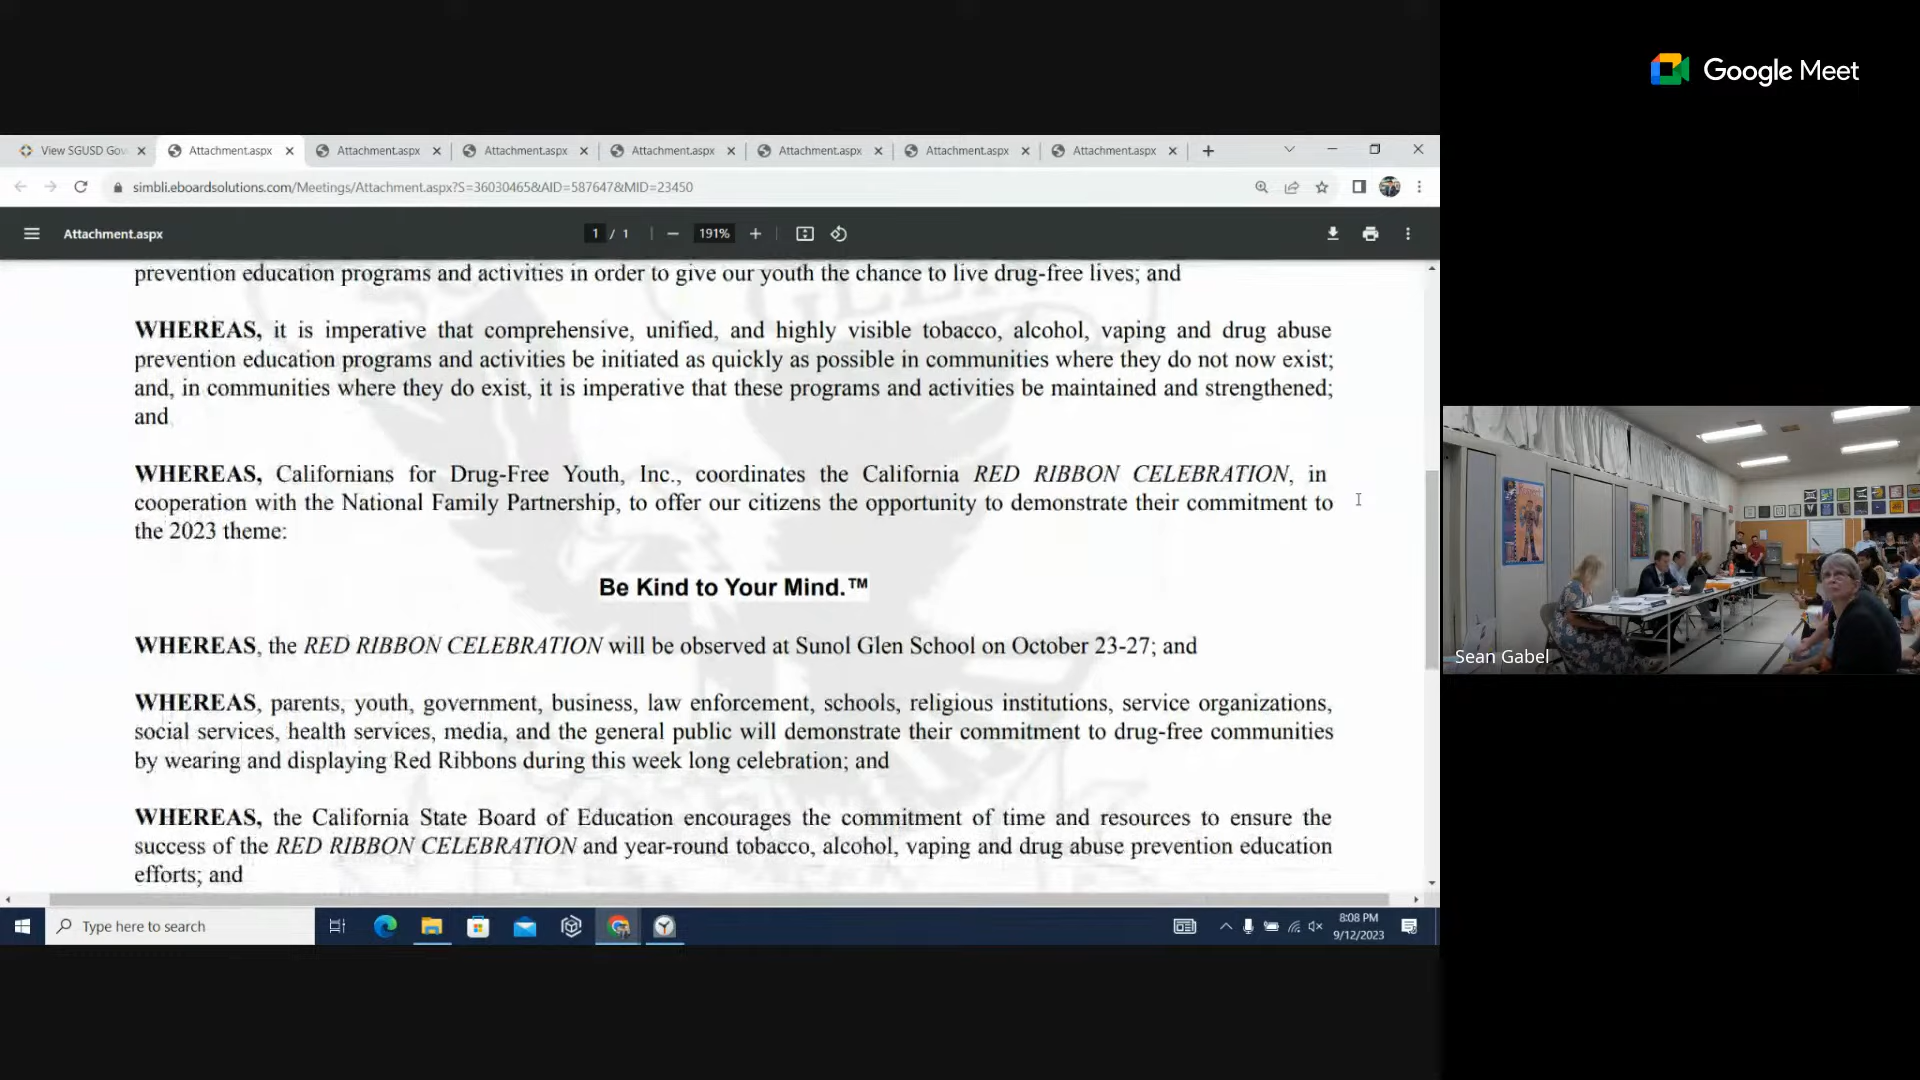 Google Meet
View SGUSD Gov
Attachment.aspx
Attachment.aspx
Attachment.aspx
Attachment.aspx
Attachment.aspx
Attachment.aspx
Attachment.aspx
simbli.eboardsolutions.com/Meetings/Attachment.aspx?S=36030465&AID=587647&MID=23450
Attachment.aspx
1 / 1
191%
prevention education programs and activities in order to give our youth the chance to live drug-free lives; and
WHEREAS, it is imperative that comprehensive, unified, and highly visible tobacco, alcohol, vaping and drug abuse
prevention education programs and activities be initiated as quickly as possible in communities where they do not now exist;
and, in communities where they do exist, it is imperative that these programs and activities be maintained and strengthened;
and
WHEREAS, Californians for Drug-Free Youth, Inc., coordinates the California RED RIBBON CELEBRATION, in
cooperation with the National Family Partnership, to offer our citizens the opportunity to demonstrate their commitment to
the 2023 theme:
Be Kind to Your Mind.™
WHEREAS, the RED RIBBON CELEBRATION will be observed at Sunol Glen School on October 23-27; and
WHEREAS, parents, youth, government, business, law enforcement, schools, religious institutions, service organizations,
social services, health services, media, and the general public will demonstrate their commitment to drug-free communities
by wearing and displaying Red Ribbons during this week long celebration; and
WHEREAS, the California State Board of Education encourages the commitment of time and resources to ensure the
success of the RED RIBBON CELEBRATION and year-round tobacco, alcohol, vaping and drug abuse prevention education
efforts; and
Sean Gabel
Type here to search
8:08 PM
9/12/2023